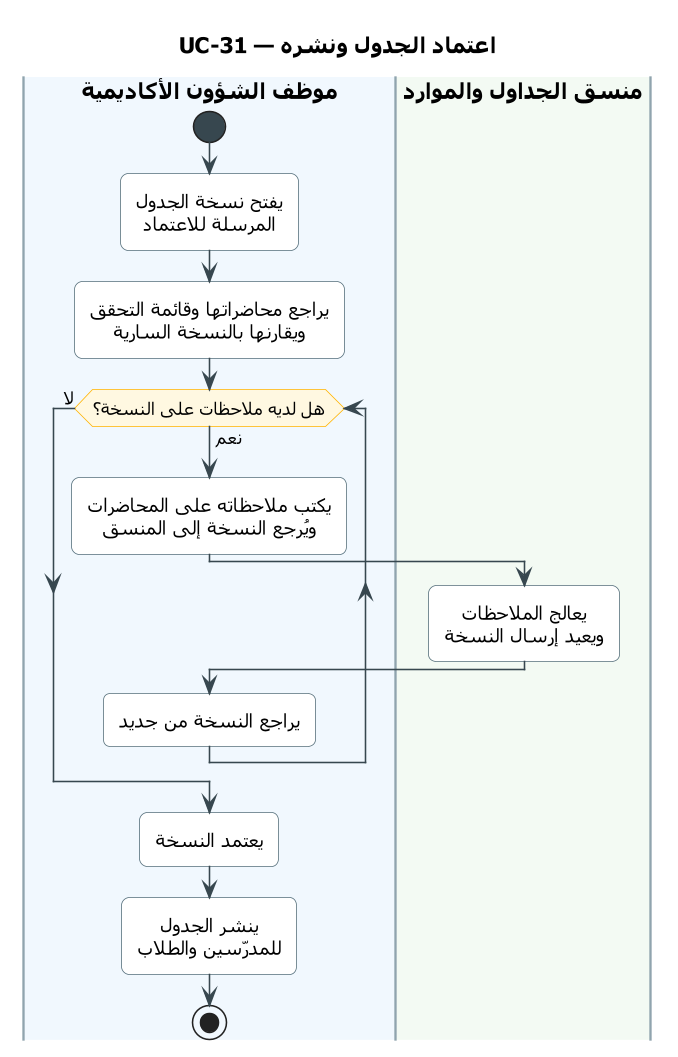 اعتماد الجدول ونشره — UC-31
موظف الشؤون الأكاديمية
منسق الجداول والموارد
يفتح نسخة الجدول
المرسلة للاعتماد
يراجع محاضراتها وقائمة التحقق
ويقارنها بالنسخة السارية
هل لديه ملاحظات على النسخة؟
لا
نعم
يكتب ملاحظاته على المحاضرات
ويُرجع النسخة إلى المنسق
يعالج الملاحظات
ويعيد إرسال النسخة
يراجع النسخة من جديد
يعتمد النسخة
ينشر الجدول
للمدرّسين والطلاب